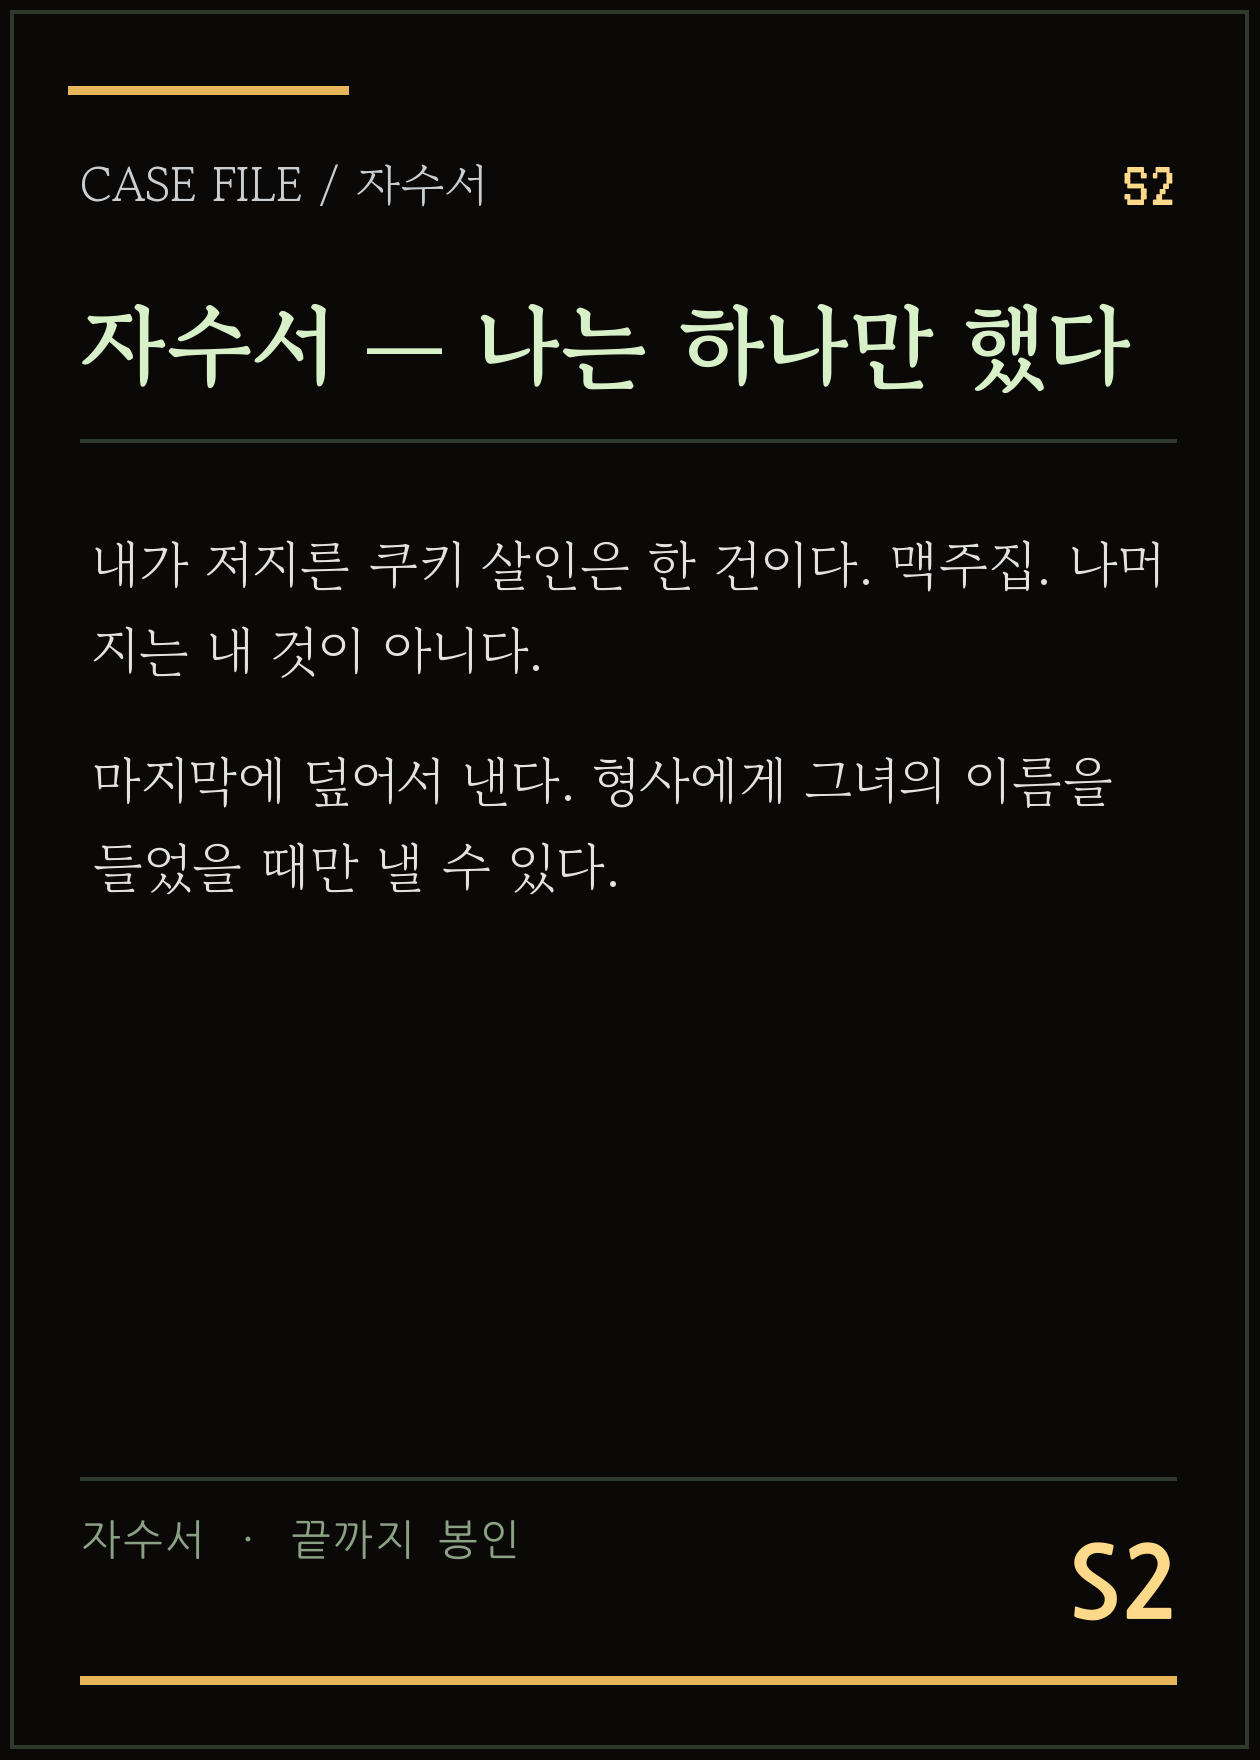 CASE FILE / 자수서
S2
자수서 — 나는 하나만 했다
내가 저지른 쿠키 살인은 한 건이다. 맥주집. 나머
지는 내 것이 아니다.
마지막에 덮어서 낸다. 형사에게 그녀의 이름을
들었을 때만 낼 수 있다.
자수서 · 끝까지 봉인
S2